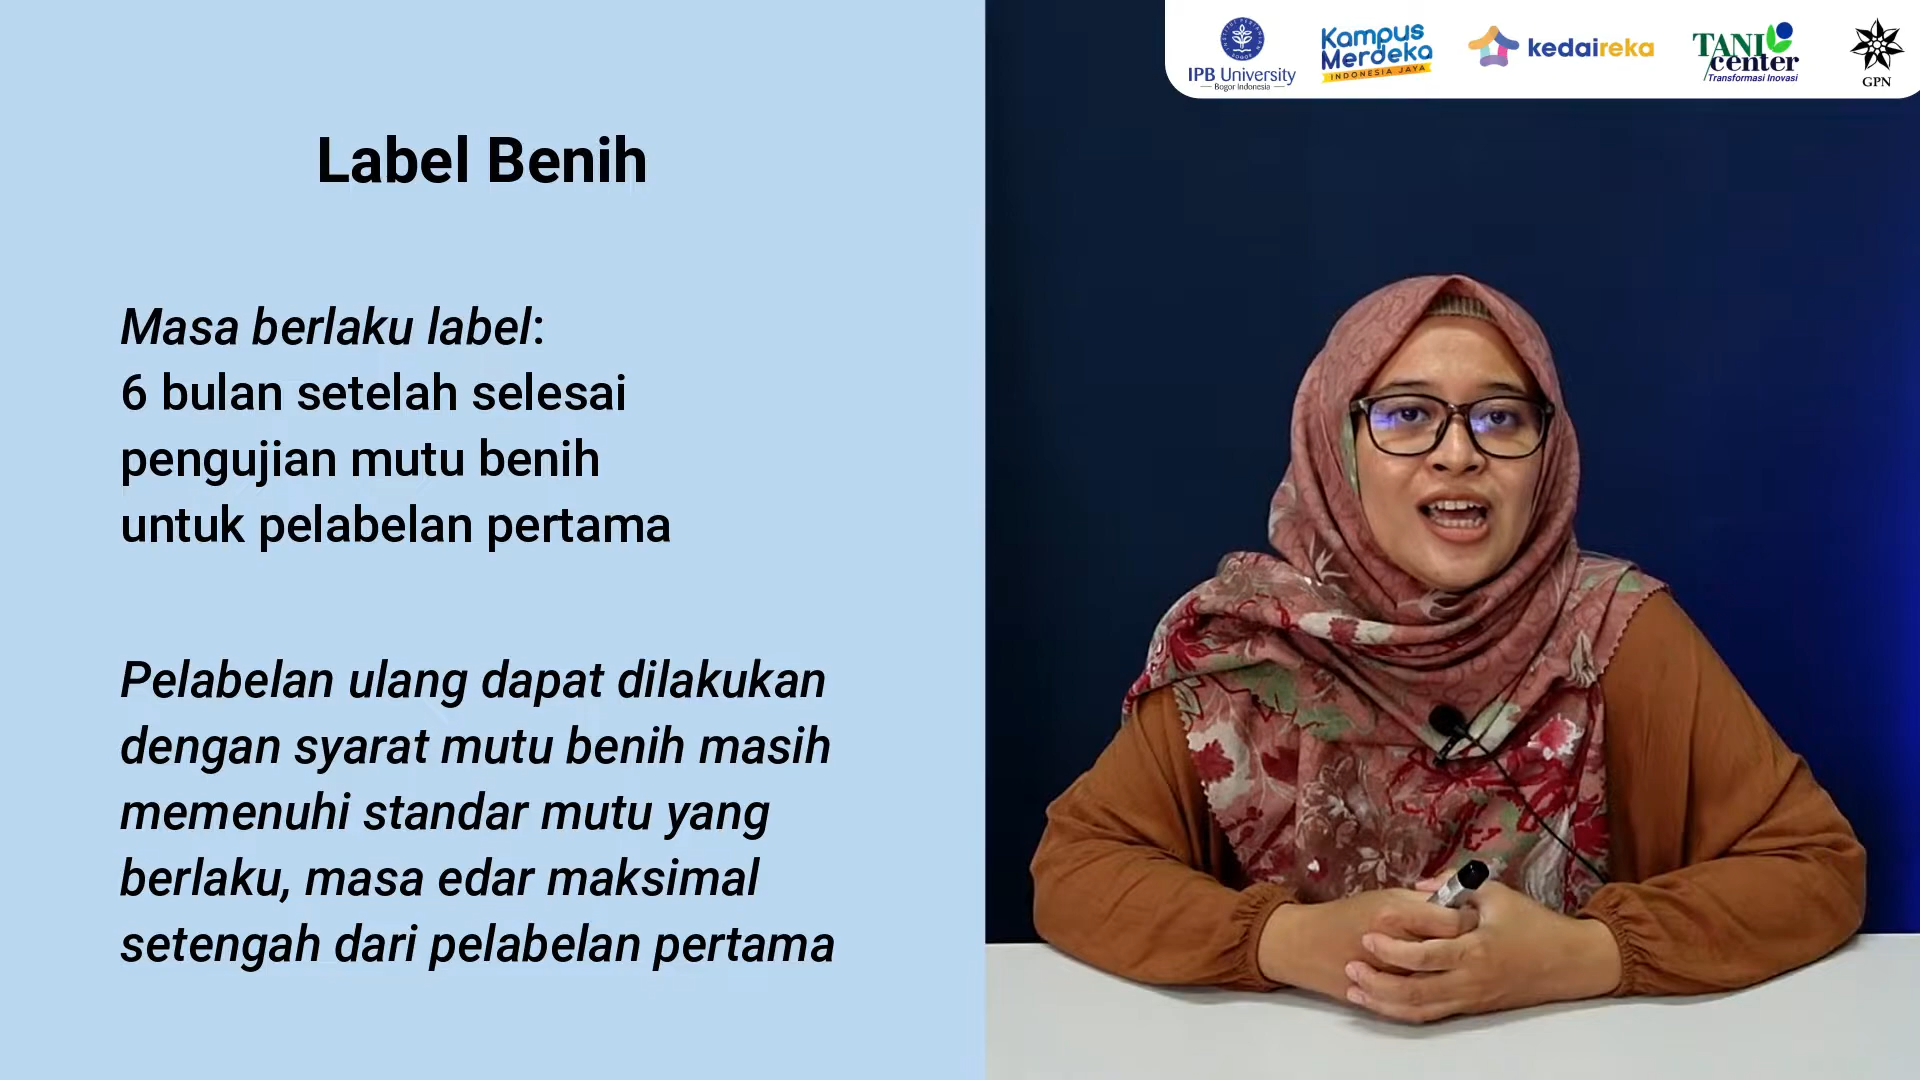 IPB University
Bogor Indonesia
Kampus
Merdeka
INDONESIA JAYA
kedaireka
TANI
center
Transformasi Inovasi
GPN
Label Benih
Masa berlaku label:
6 bulan setelah selesai
pengujian mutu benih
untuk pelabelan pertama
Pelabelan ulang dapat dilakukan
dengan syarat mutu benih masih
memenuhi standar mutu yang
berlaku, masa edar maksimal
setengah dari pelabelan pertama